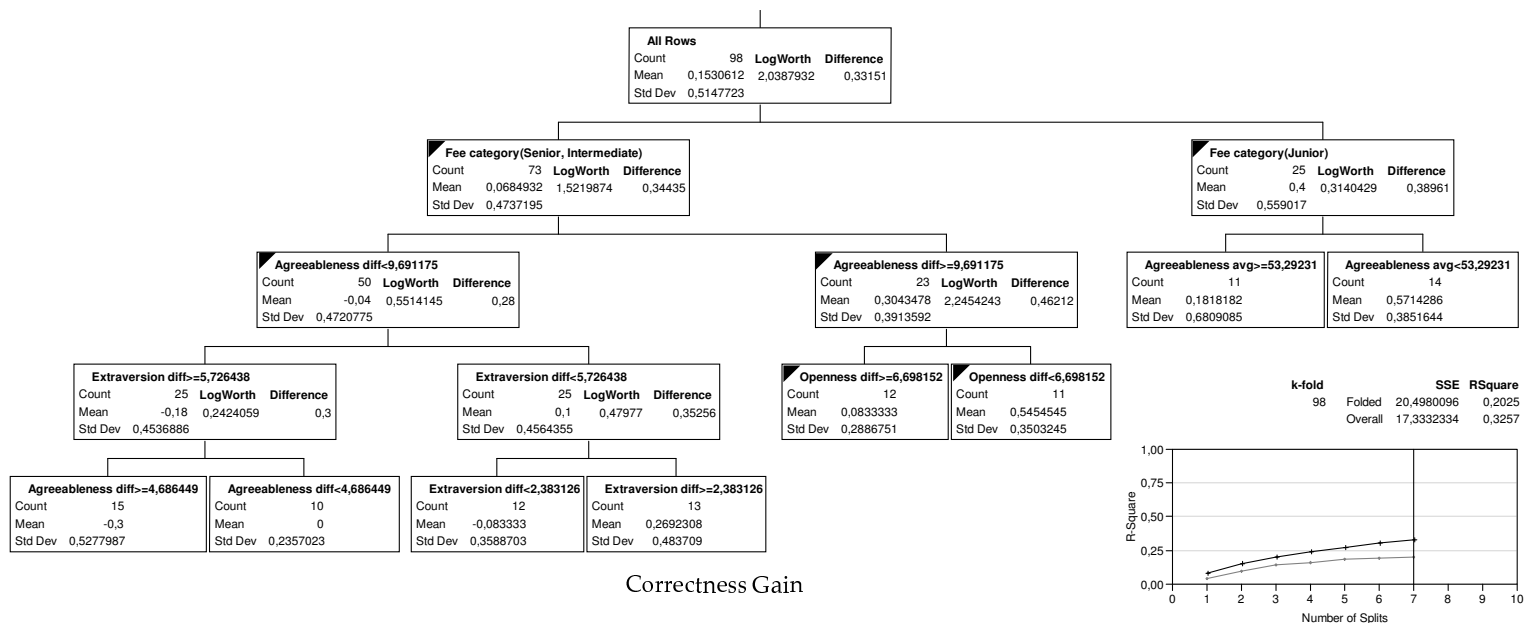 All Rows
Count 98 LogWorth Difference
Mean 0,1530612 2,0387932 0,33151
Std Dev 0,5147723
Fee category(Senior, Intermediate)
Count 73 LogWorth Difference
Mean 0,0684932 1,5219874 0,34435
Std Dev 0,4737195
Fee category(Junior)
Count 25 LogWorth Difference
Mean 0,4 0,3140429 0,38961
Std Dev 0,559017
Agreeableness diff<9,691175
Count 50 LogWorth Difference
Mean -0,04 0,5514145 0,28
Std Dev 0,4720775
Agreeableness diff>=9,691175
Count 23 LogWorth Difference
Mean 0,3043478 2,2454243 0,46212
Std Dev 0,3913592
Agreeableness avg>=53,29231
Count 11
Mean 0,1818182
Std Dev 0,6809085
Agreeableness avg<53,29231
Count 14
Mean 0,5714286
Std Dev 0,3851644
Extraversion diff>=5,726438
Count 25 LogWorth Difference
Mean -0,18 0,2424059 0,3
Std Dev 0,4536886
Extraversion diff<5,726438
Count 25 LogWorth Difference
Mean 0,1 0,47977 0,35256
Std Dev 0,4564355
Openness diff>=6,698152
Count 12
Mean 0,0833333
Std Dev 0,2886751
Openness diff<6,698152
Count 11
Mean 0,5454545
Std Dev 0,3503245
Agreeableness diff>=4,686449
Count 15
Mean -0,3
Std Dev 0,5277987
Agreeableness diff<4,686449
Count 10
Mean 0
Std Dev 0,2357023
Extraversion diff<2,383126
Count 12
Mean -0,083333
Std Dev 0,3588703
Extraversion diff>=2,383126
Count 13
Mean 0,2692308
Std Dev 0,483709
k-fold SSE RSquare
98 Folded 20,4980096 0,2025
Overall 17,3332334 0,3257
1,00
0,75
0,50
0,25
0,00
R-Square
0 1 2 3 4 5 6 7 8 9 10
Number of Splits
Correctness Gain